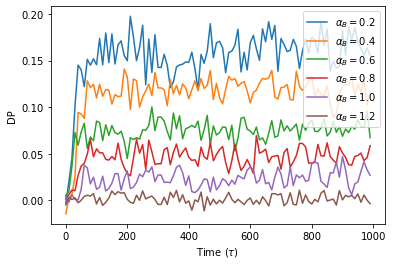 0.20
0.15
0.10
0.05
0.00
DP
0 200 400 600 800 1000
Time (τ)
α_B = 0.2
α_B = 0.4
α_B = 0.6
α_B = 0.8
α_B = 1.0
α_B = 1.2